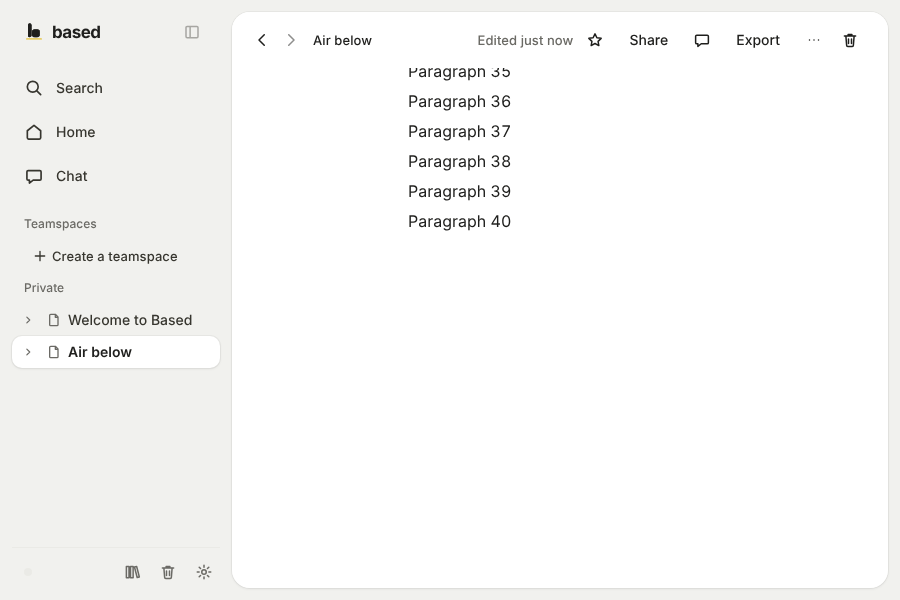 based
Search
Home
Chat
Teamspaces
Create a teamspace
Private
Welcome to Based
Air below
Air below
Edited just now
Share
Export
Paragraph 35
Paragraph 36
Paragraph 37
Paragraph 38
Paragraph 39
Paragraph 40